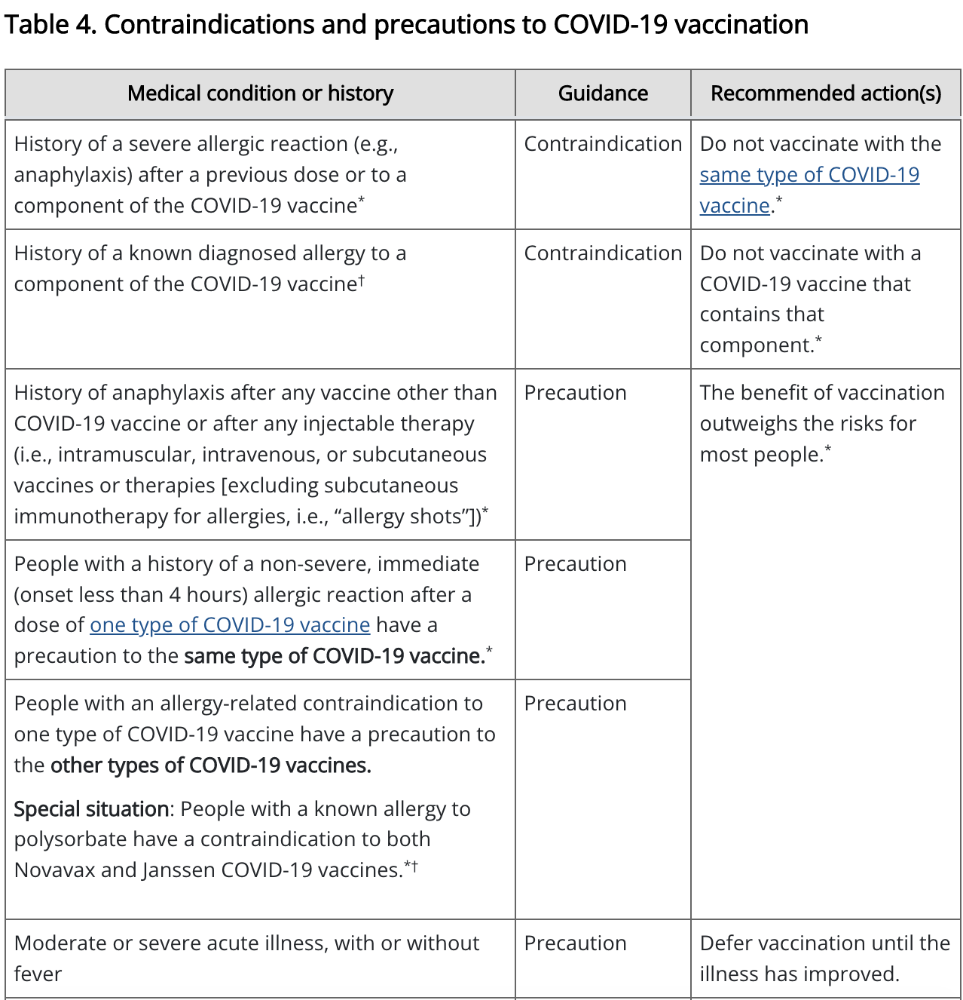 Table 4. Contraindications and precautions to COVID-19 vaccination
Medical condition or history
Guidance
Recommended action(s)
History of a severe allergic reaction (e.g.,
anaphylaxis) after a previous dose or to a
component of the COVID-19 vaccine*
Contraindication
Do not vaccinate with the
same type of COVID-19
vaccine.*
History of a known diagnosed allergy to a
component of the COVID-19 vaccine†
Contraindication
Do not vaccinate with a
COVID-19 vaccine that
contains that
component.*
History of anaphylaxis after any vaccine other than
COVID-19 vaccine or after any injectable therapy
(i.e., intramuscular, intravenous, or subcutaneous
vaccines or therapies [excluding subcutaneous
immunotherapy for allergies, i.e., “allergy shots”])*
Precaution
The benefit of vaccination
outweighs the risks for
most people.*
People with a history of a non-severe, immediate
(onset less than 4 hours) allergic reaction after a
dose of one type of COVID-19 vaccine have a
precaution to the same type of COVID-19 vaccine.*
Precaution
People with an allergy-related contraindication to
one type of COVID-19 vaccine have a precaution to
the other types of COVID-19 vaccines.
Special situation: People with a known allergy to
polysorbate have a contraindication to both
Novavax and Janssen COVID-19 vaccines.*†
Precaution
Moderate or severe acute illness, with or without
fever
Precaution
Defer vaccination until the
illness has improved.